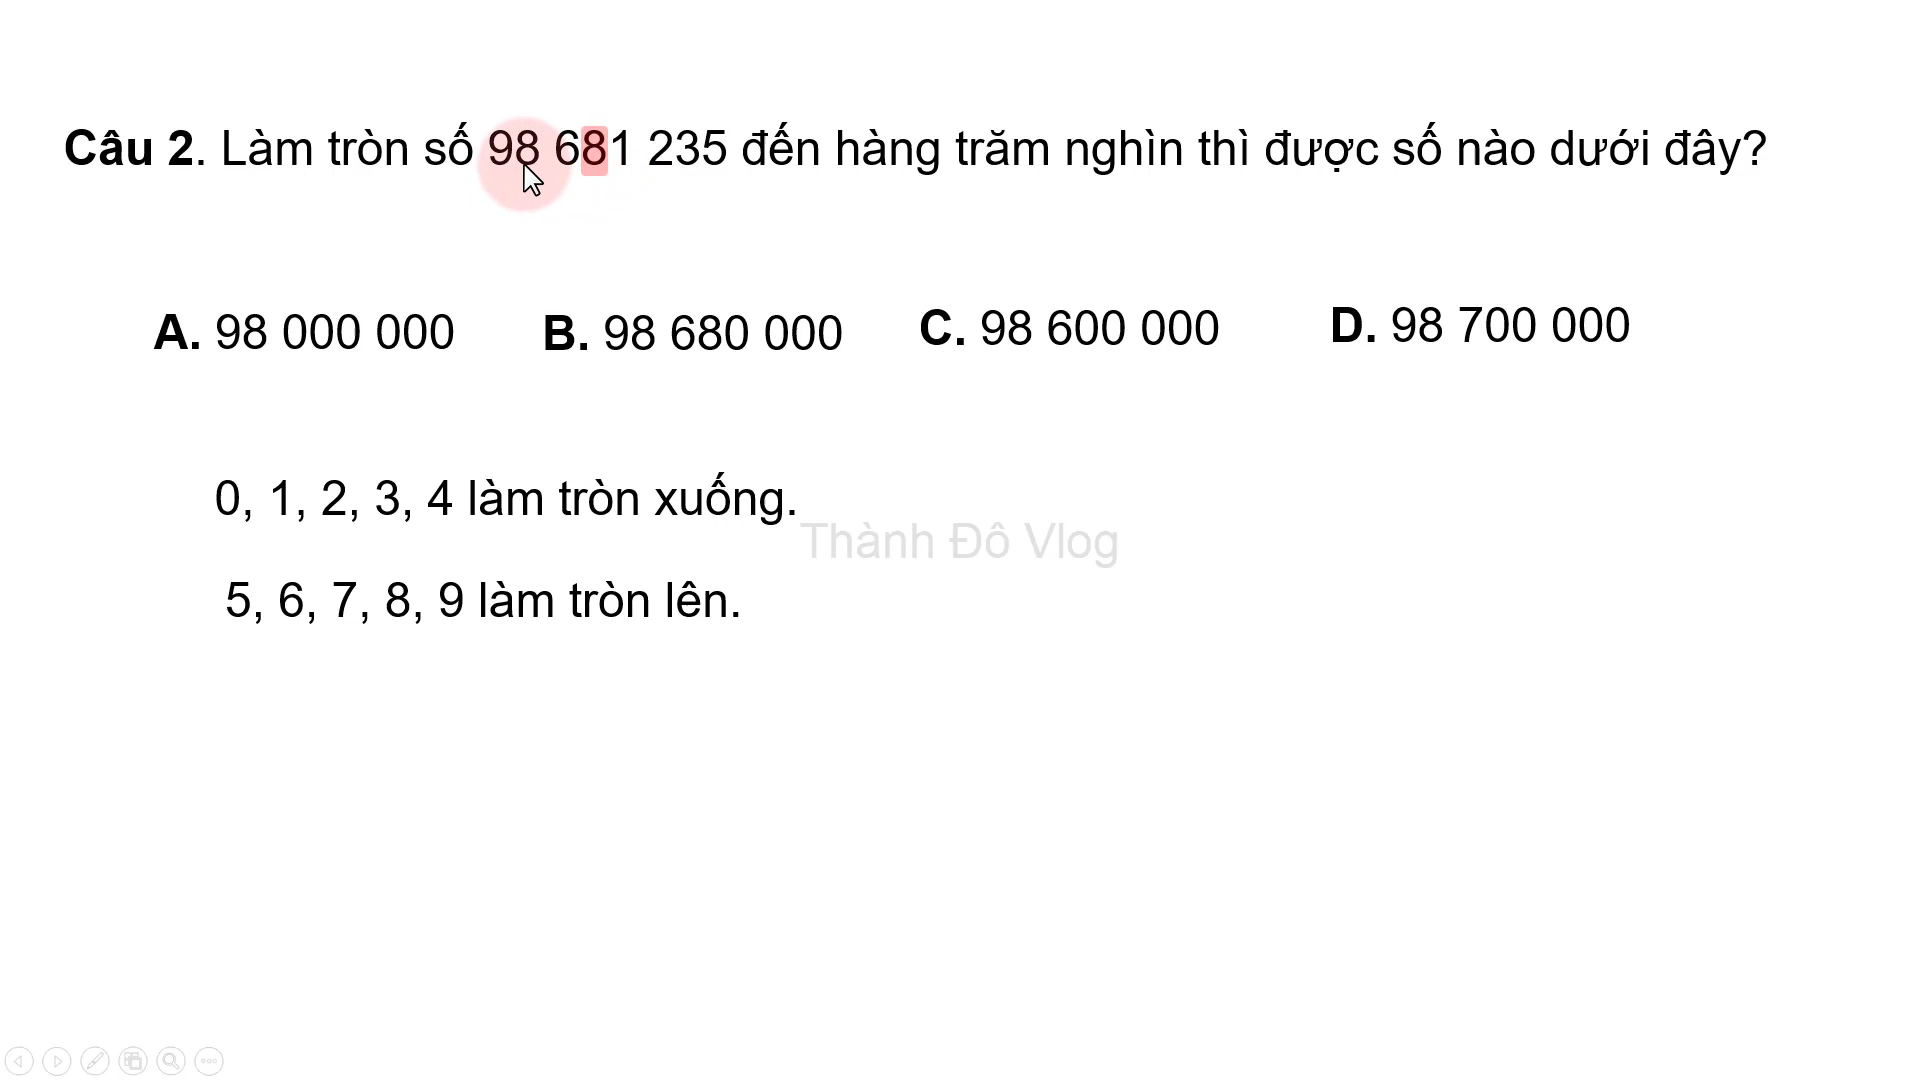 Câu 2. Làm tròn số 98 681 235 đến hàng trăm nghìn thì được số nào dưới đây?
A. 98 000 000 B. 98 680 000 C. 98 600 000 D. 98 700 000
0, 1, 2, 3, 4 làm tròn xuống.
Thành Đô Vlog
5, 6, 7, 8, 9 làm tròn lên.